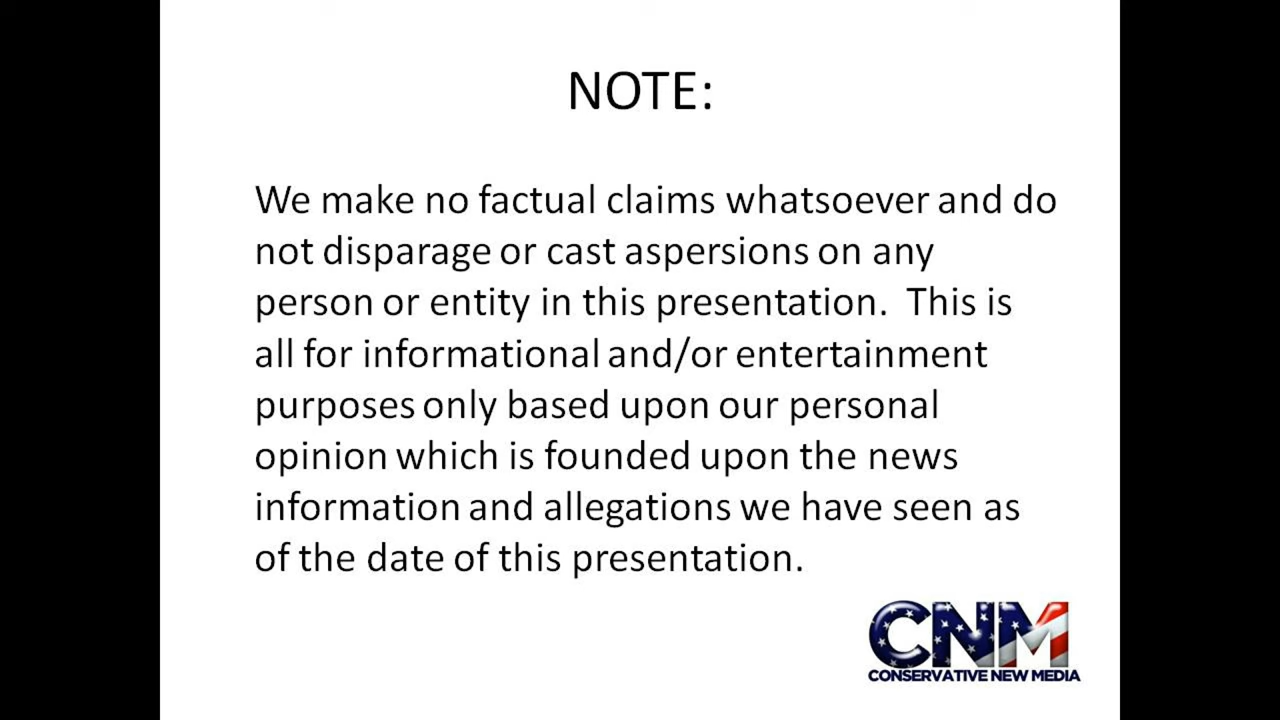 NOTE:
We make no factual claims whatsoever and do
not disparage or cast aspersions on any
person or entity in this presentation.  This is
all for informational and/or entertainment
purposes only based upon our personal
opinion which is founded upon the news
information and allegations we have seen as
of the date of this presentation.
CNM
CONSERVATIVE NEW MEDIA